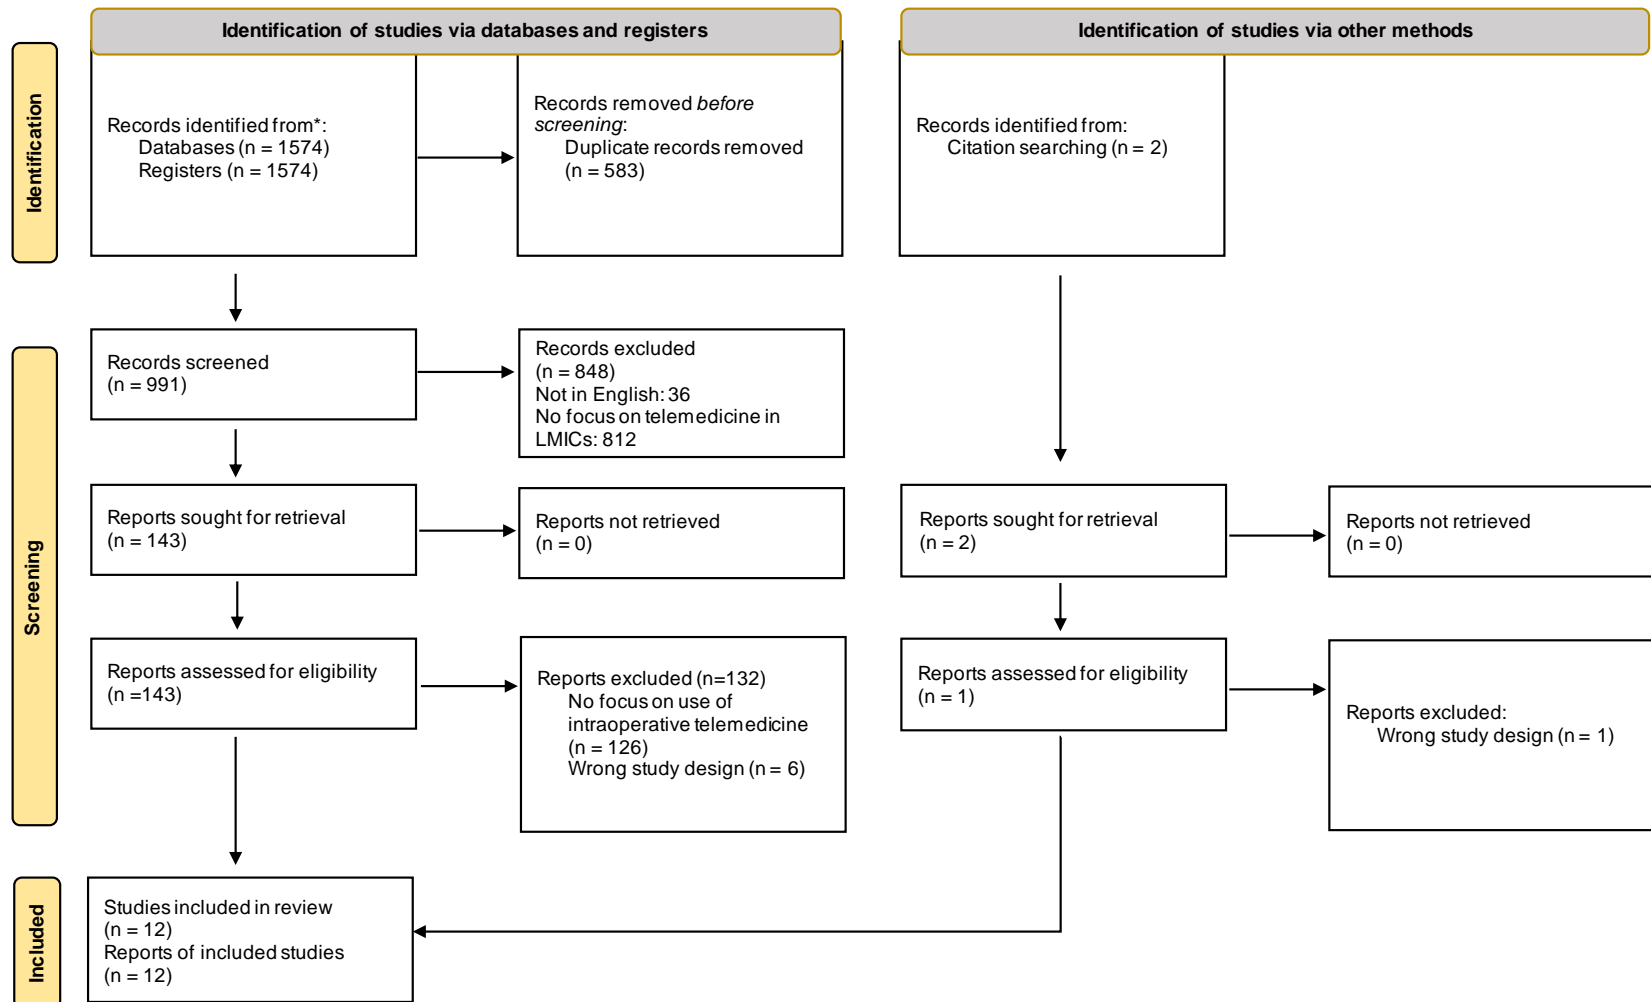 Identification of studies via databases and registers
Identification of studies via other methods
Identification
Records identified from*:
Databases (n = 1574)
Registers (n = 1574)
Records removed before
screening:
Duplicate records removed
(n = 583)
Records identified from:
Citation searching (n = 2)
Screening
Records screened
(n = 991)
Records excluded
(n = 848)
Not in English: 36
No focus on telemedicine in
LMICs: 812
Reports sought for retrieval
(n = 143)
Reports not retrieved
(n = 0)
Reports sought for retrieval
(n = 2)
Reports not retrieved
(n = 0)
Reports assessed for eligibility
(n =143)
Reports excluded (n=132)
No focus on use of
intraoperative telemedicine
(n = 126)
Wrong study design (n = 6)
Reports assessed for eligibility
(n = 1)
Reports excluded:
Wrong study design (n = 1)
Included
Studies included in review
(n = 12)
Reports of included studies
(n = 12)